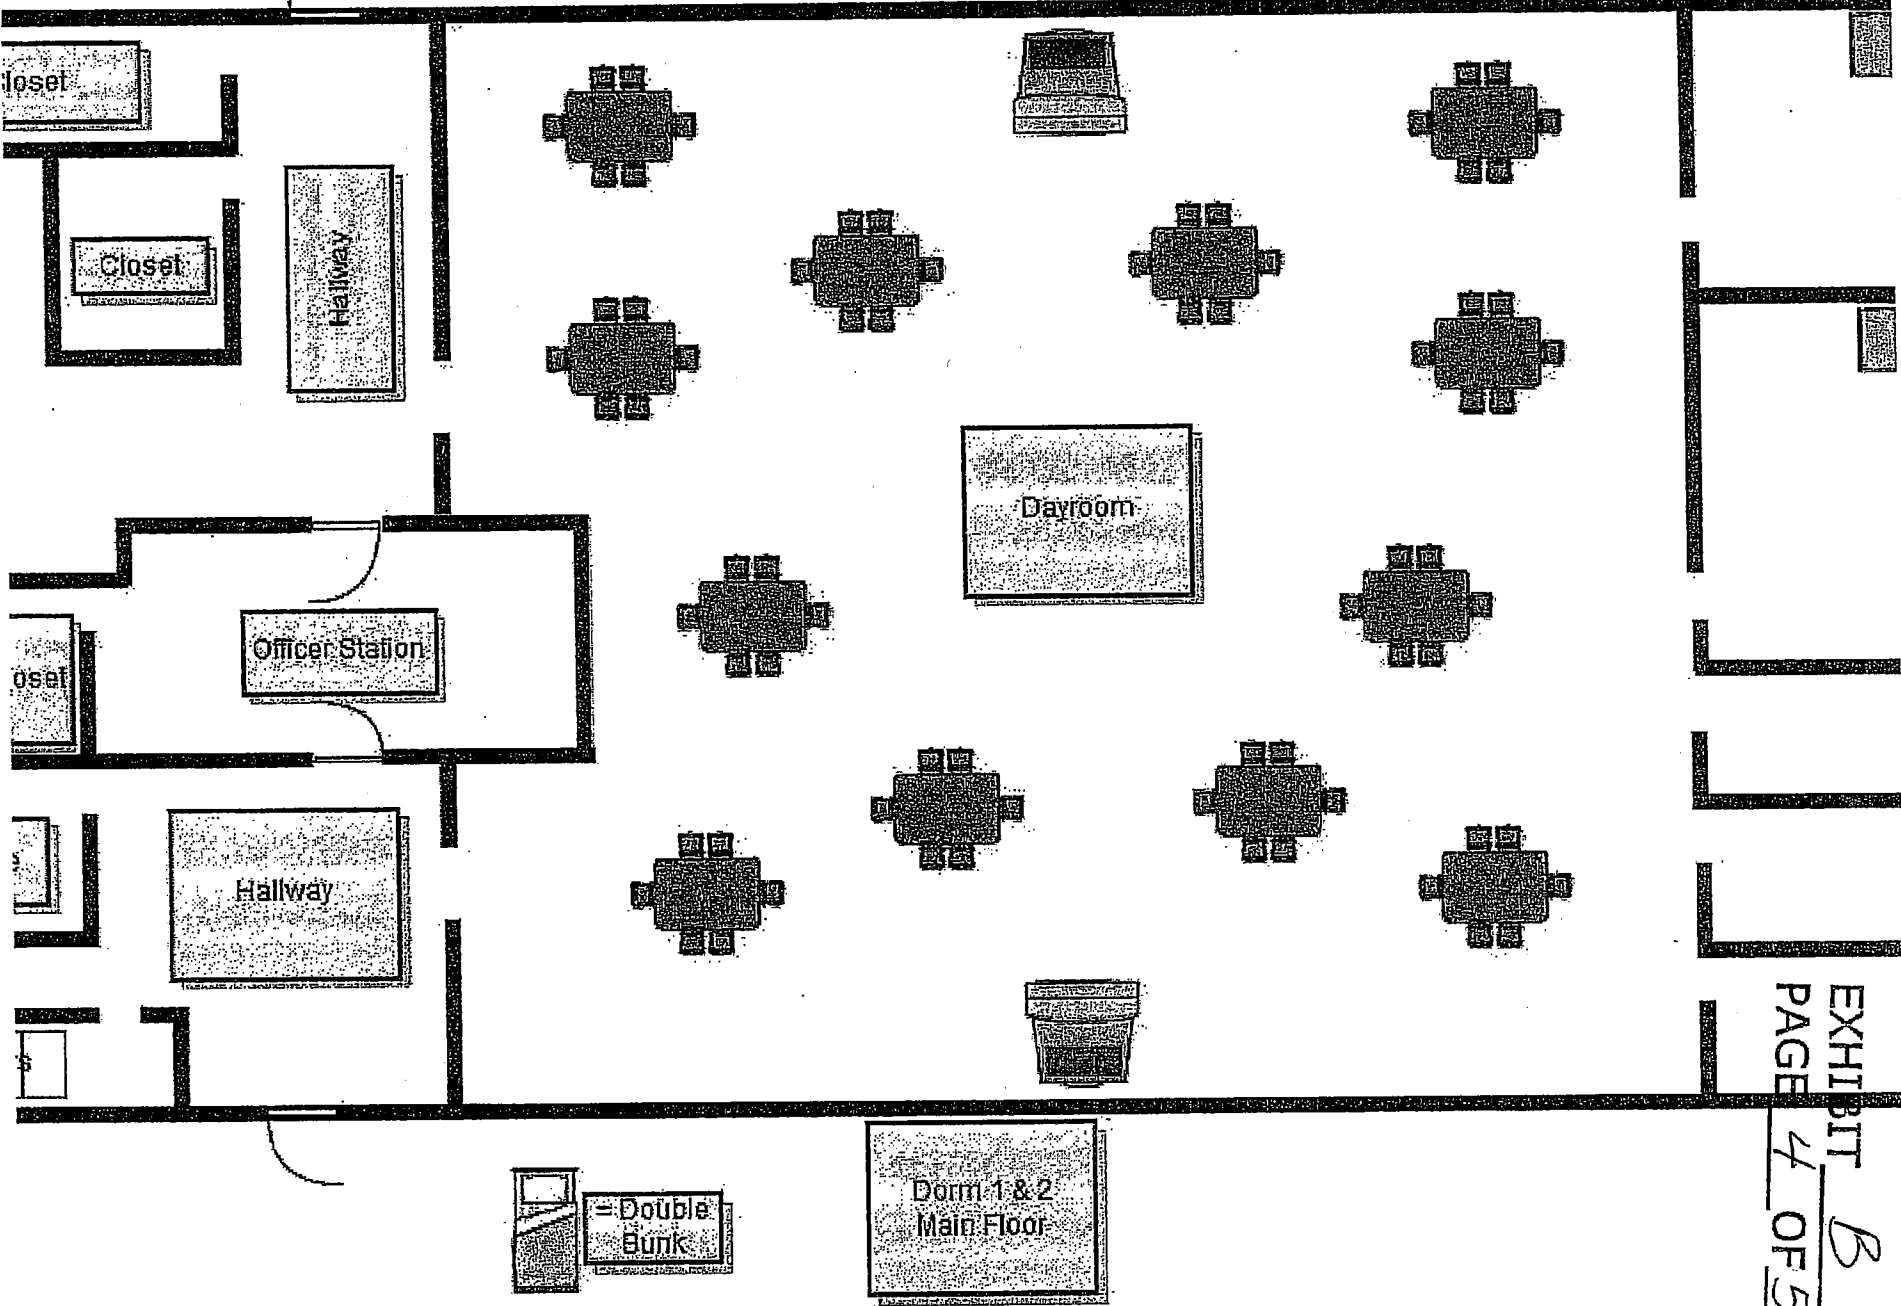 loset
Closet
Hallway
Dayroom
Officer Station
oset
Hallway
s
= Double
Bunk
Dorm 1 & 2
Main Floor
EXHIBIT B
PAGE 4 OF 5